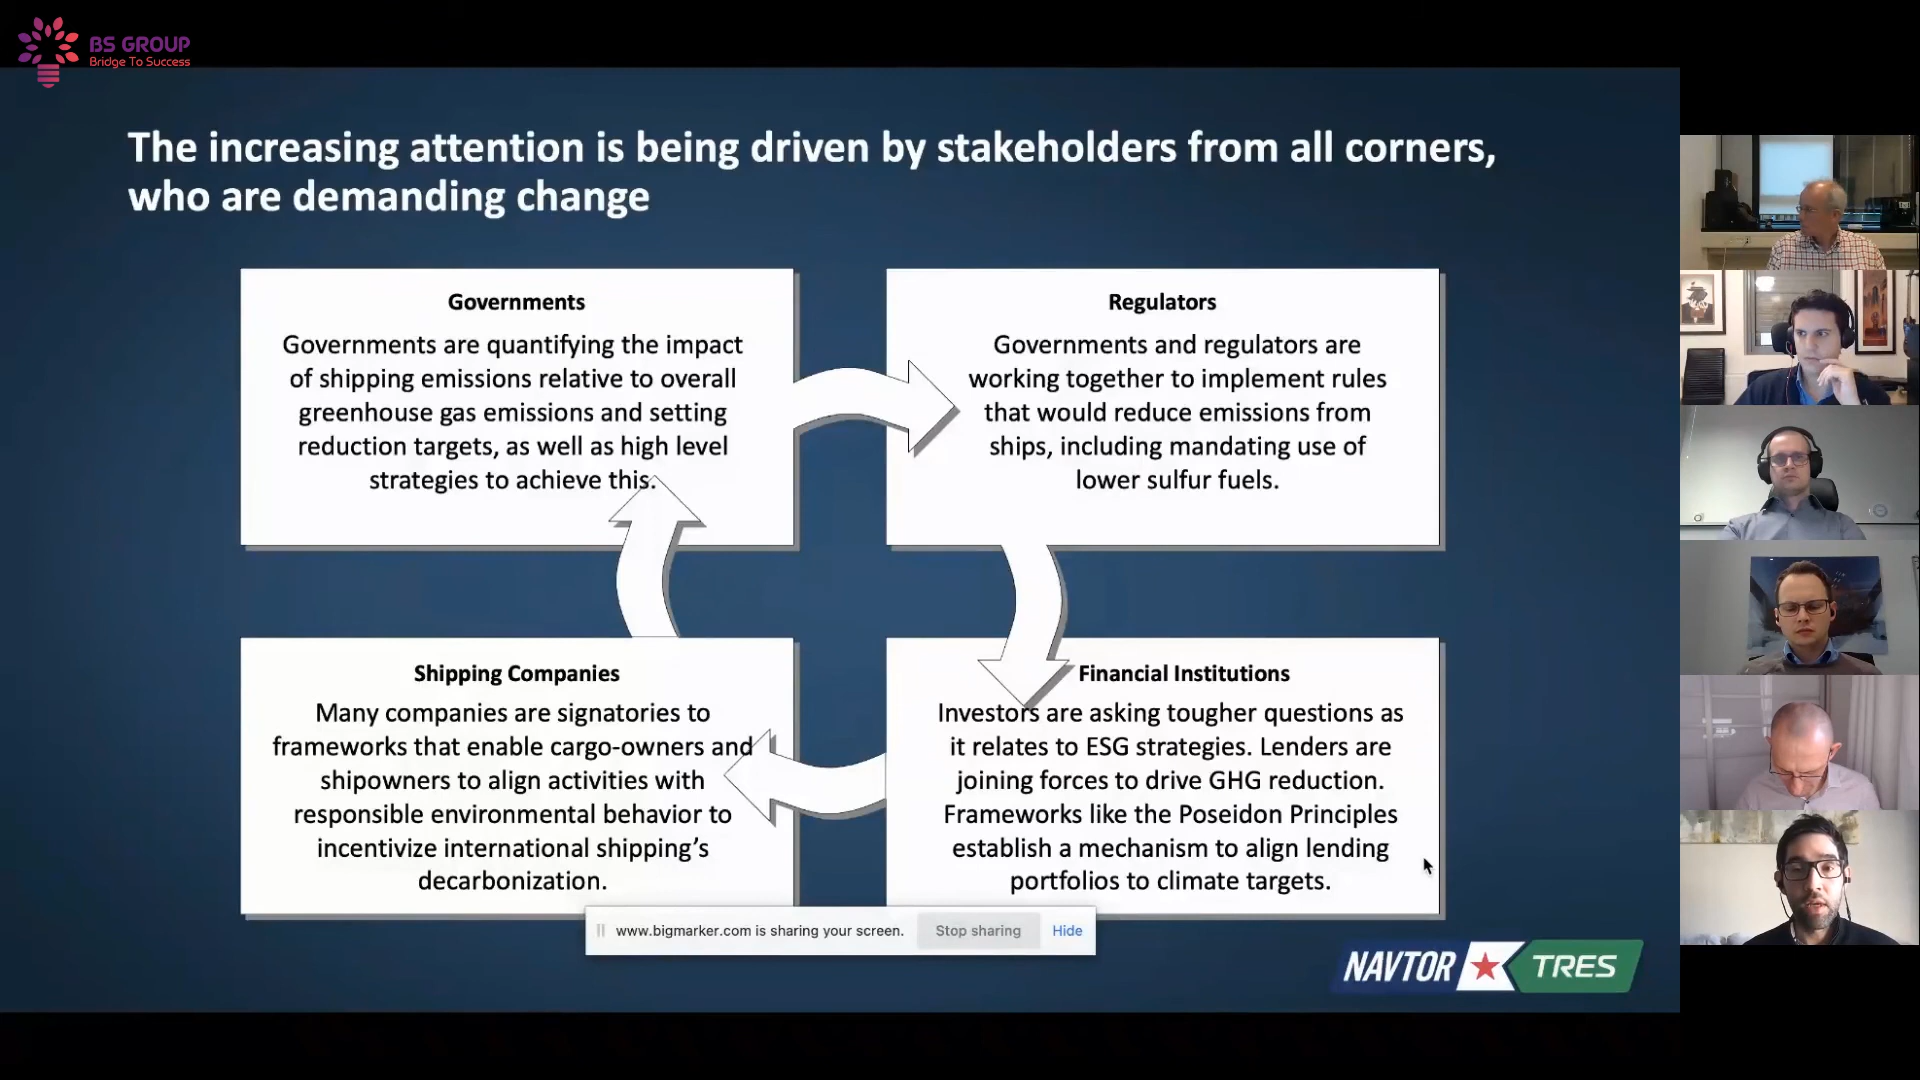 BS GROUP
Bridge To Success
The increasing attention is being driven by stakeholders from all corners,
who are demanding change
Governments
Governments are quantifying the impact
of shipping emissions relative to overall
greenhouse gas emissions and setting
reduction targets, as well as high level
strategies to achieve this.
Regulators
Governments and regulators are
working together to implement rules
that would reduce emissions from
ships, including mandating use of
lower sulfur fuels.
Shipping Companies
Many companies are signatories to
frameworks that enable cargo-owners and
shipowners to align activities with
responsible environmental behavior to
incentivize international shipping’s
decarbonization.
Financial Institutions
Investors are asking tougher questions as
it relates to ESG strategies. Lenders are
joining forces to drive GHG reduction.
Frameworks like the Poseidon Principles
establish a mechanism to align lending
portfolios to climate targets.
www.bigmarker.com is sharing your screen.
Stop sharing
Hide
NAVTOR
TRES